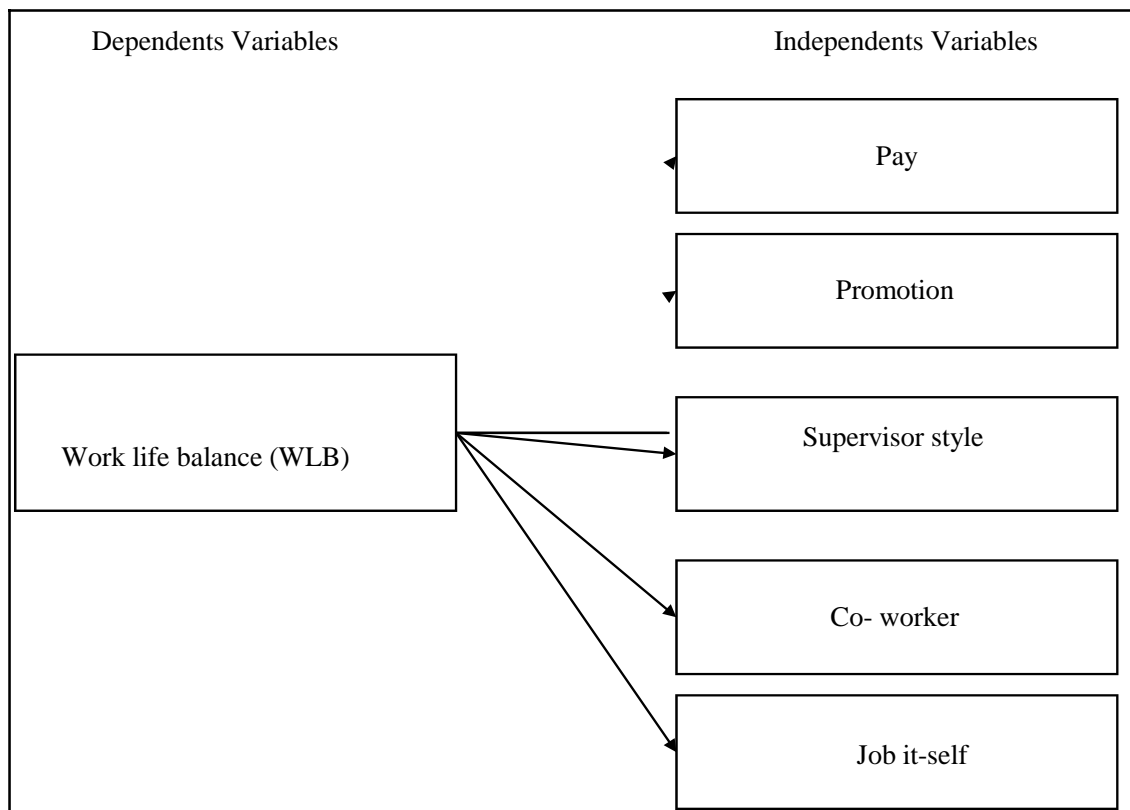 Dependents Variables
Independents Variables
Pay
Promotion
Work life balance (WLB)
Supervisor style
Co- worker
Job it-self